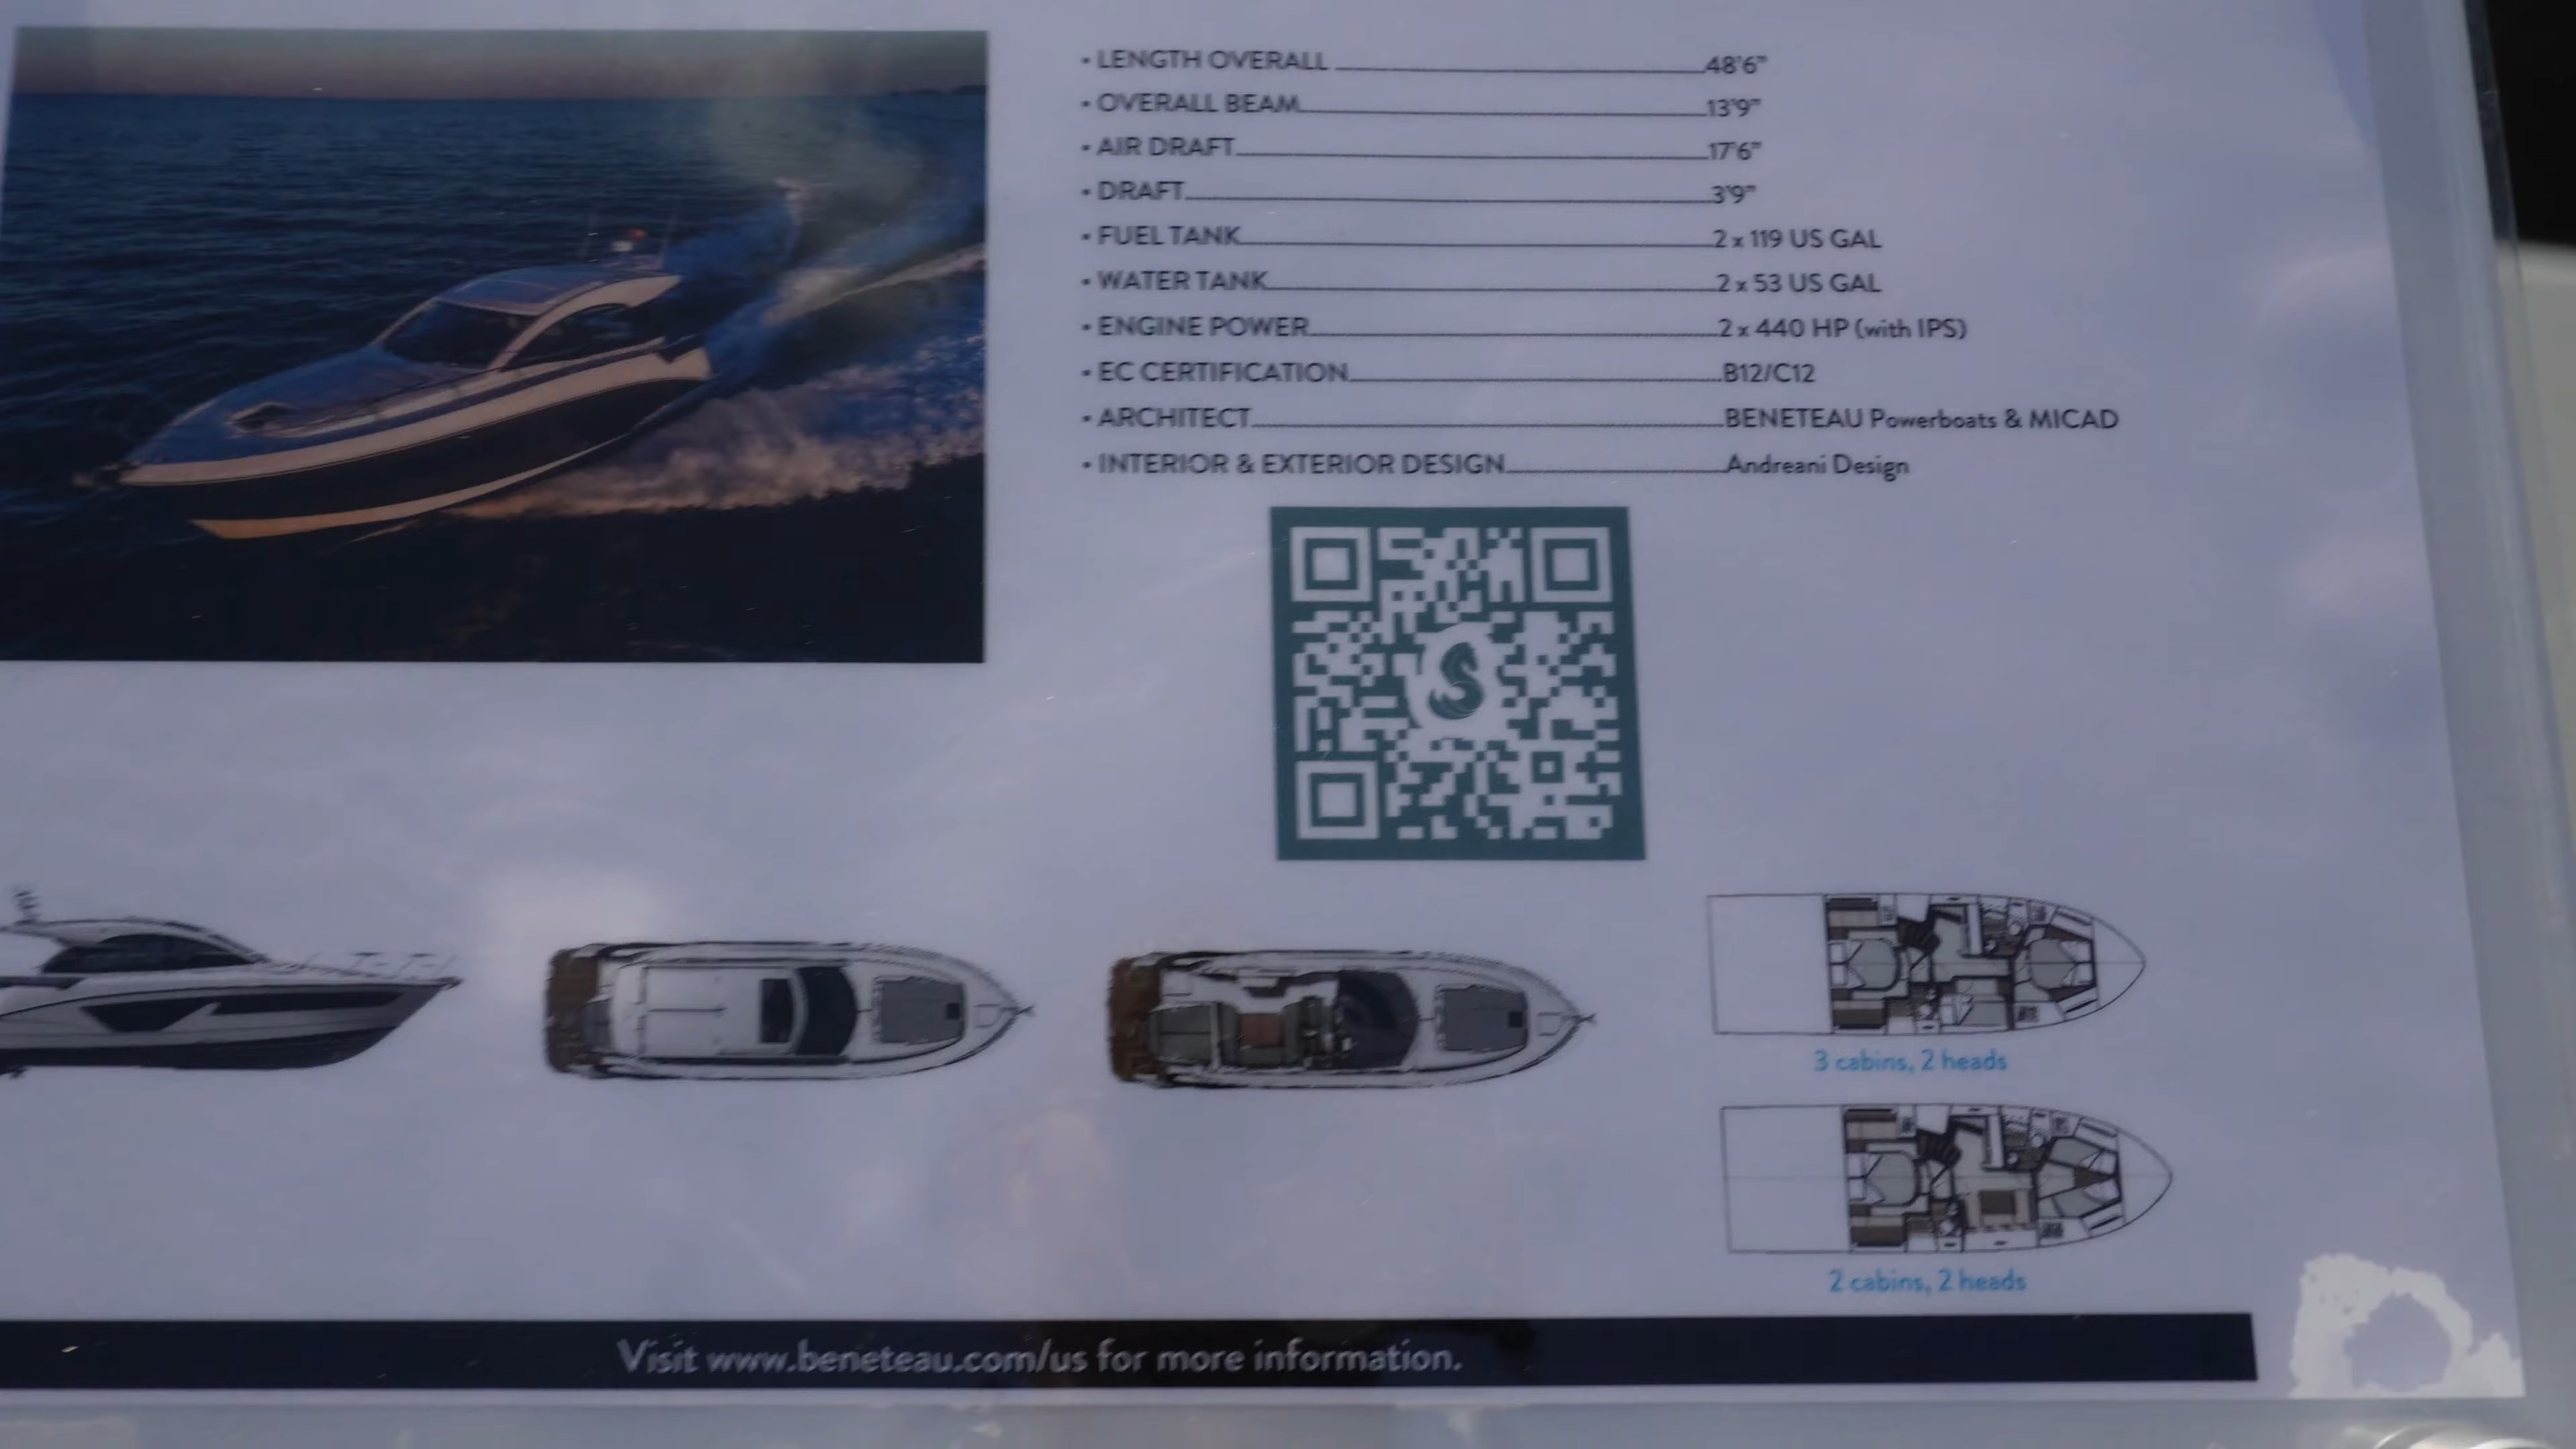 • LENGTH OVERALL 48'6"
• OVERALL BEAM 13'9"
• AIR DRAFT 17'6"
• DRAFT 3'9"
• FUEL TANK 2 x 119 US GAL
• WATER TANK 2 x 53 US GAL
• ENGINE POWER 2 x 440 HP (with IPS)
• EC CERTIFICATION B12/C12
• ARCHITECT BENETEAU Powerboats & MICAD
• INTERIOR & EXTERIOR DESIGN Andreani Design
3 cabins, 2 heads
2 cabins, 2 heads
Visit www.beneteau.com/us for more information.